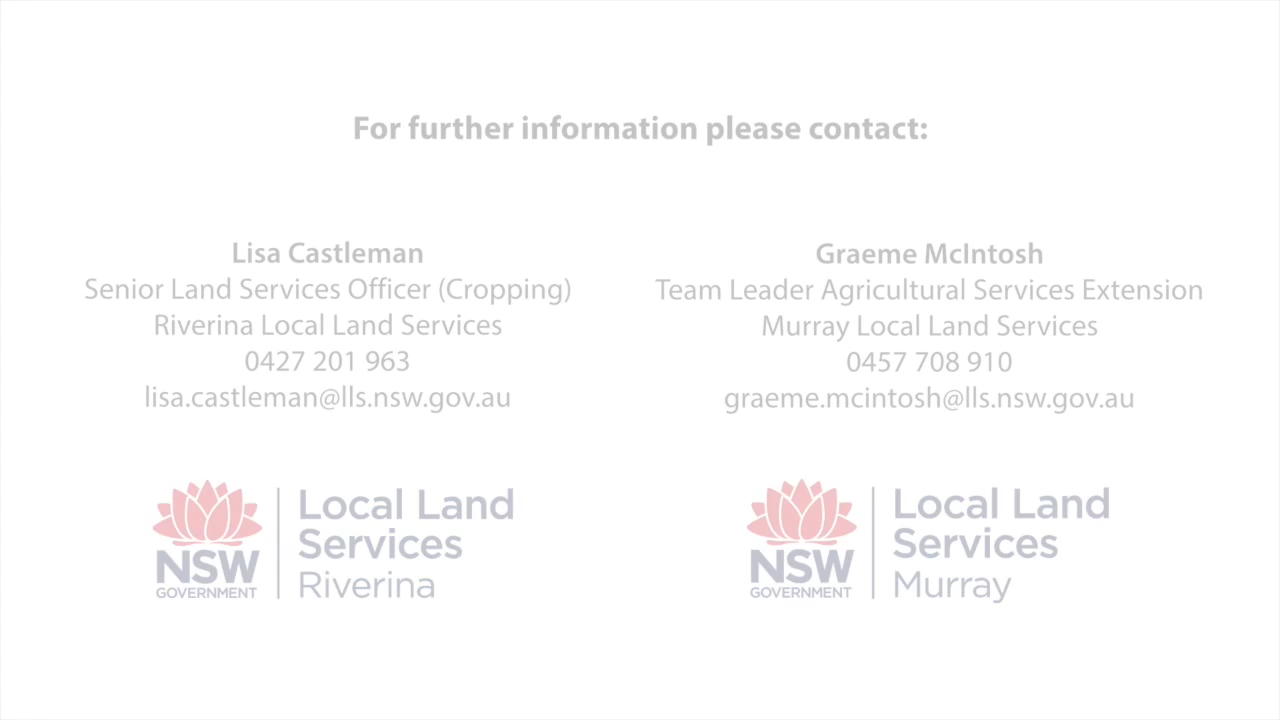 For further information please contact:
Lisa Castleman
Senior Land Services Officer (Cropping)
Riverina Local Land Services
0427 201 963
lisa.castleman@lls.nsw.gov.au
Graeme McIntosh
Team Leader Agricultural Services Extension
Murray Local Land Services
0457 708 910
graeme.mcintosh@lls.nsw.gov.au
NSW
GOVERNMENT
Local Land
Services
Riverina
NSW
GOVERNMENT
Local Land
Services
Murray